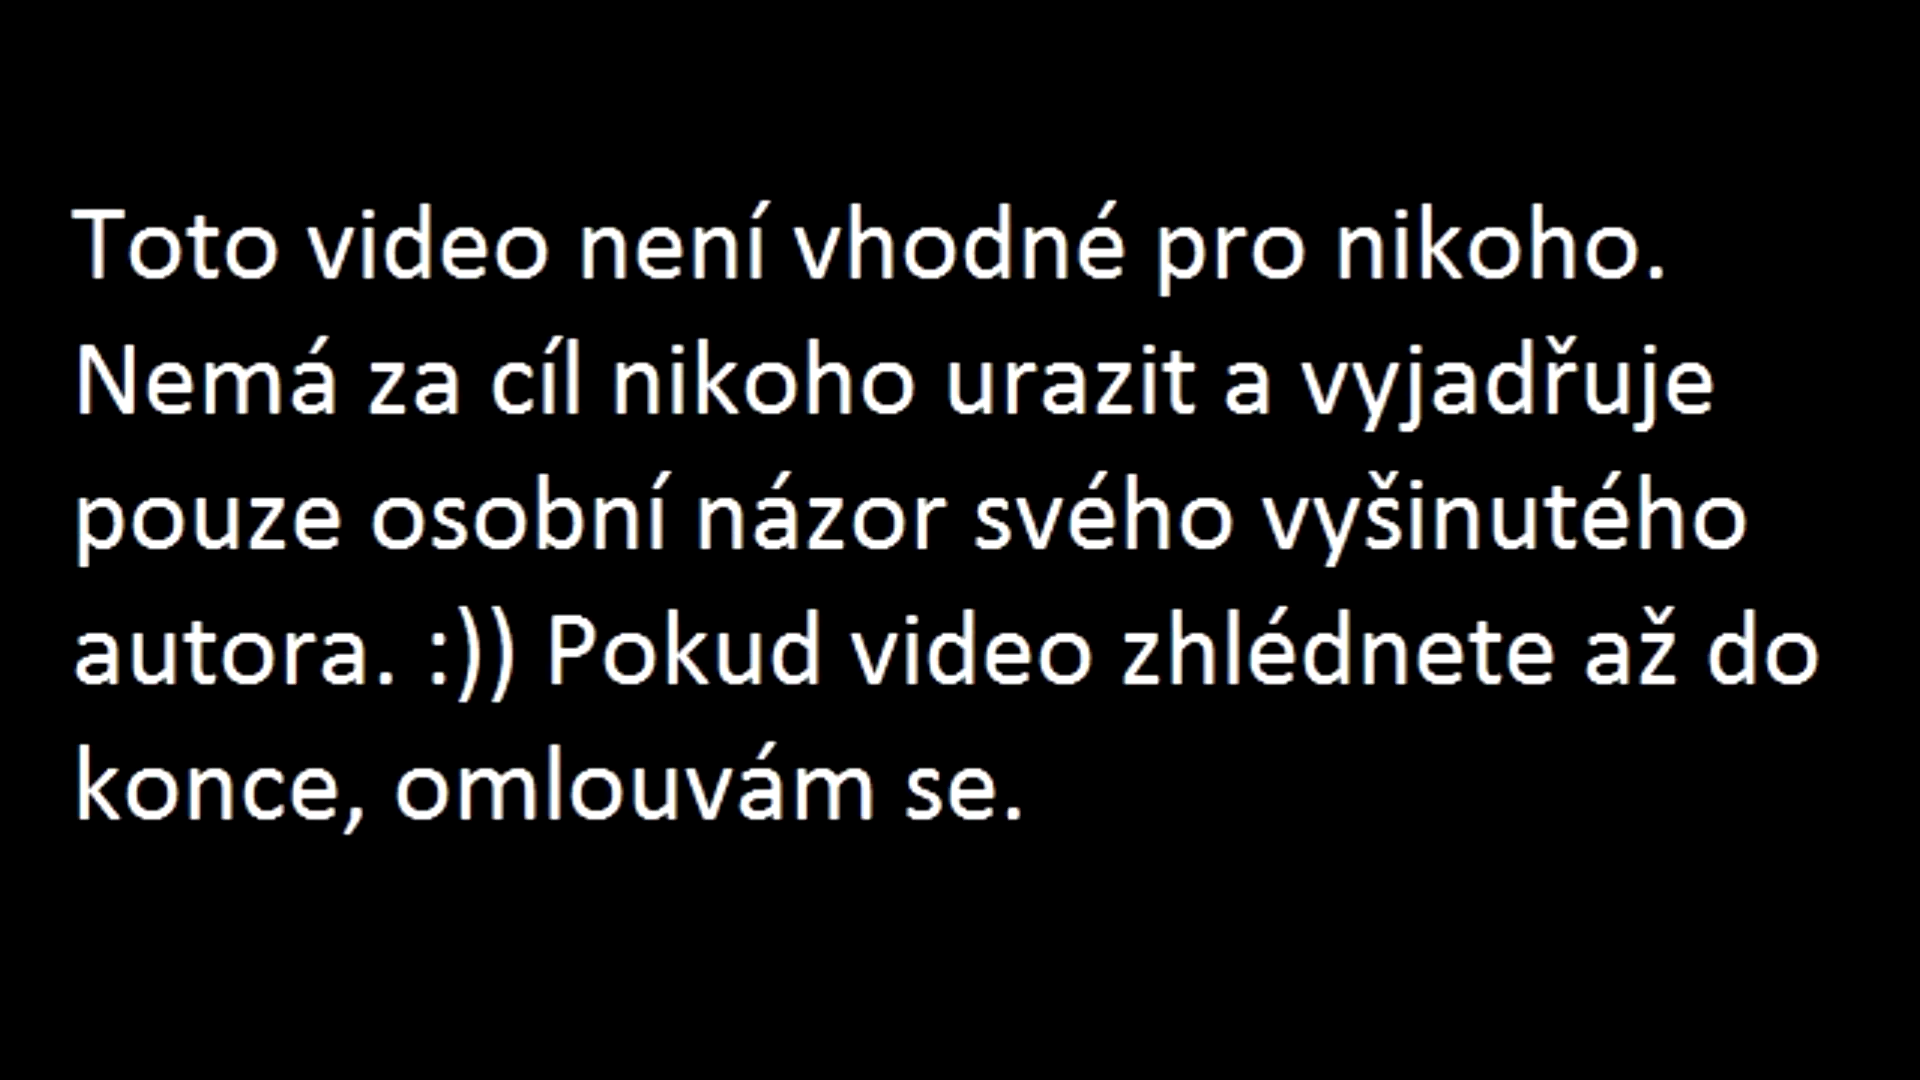 Toto video není vhodné pro nikoho.
Nemá za cíl nikoho urazit a vyjadřuje
pouze osobní názor svého vyšinutého
autora. :)) Pokud video zhlédnete až do
konce, omlouvám se.